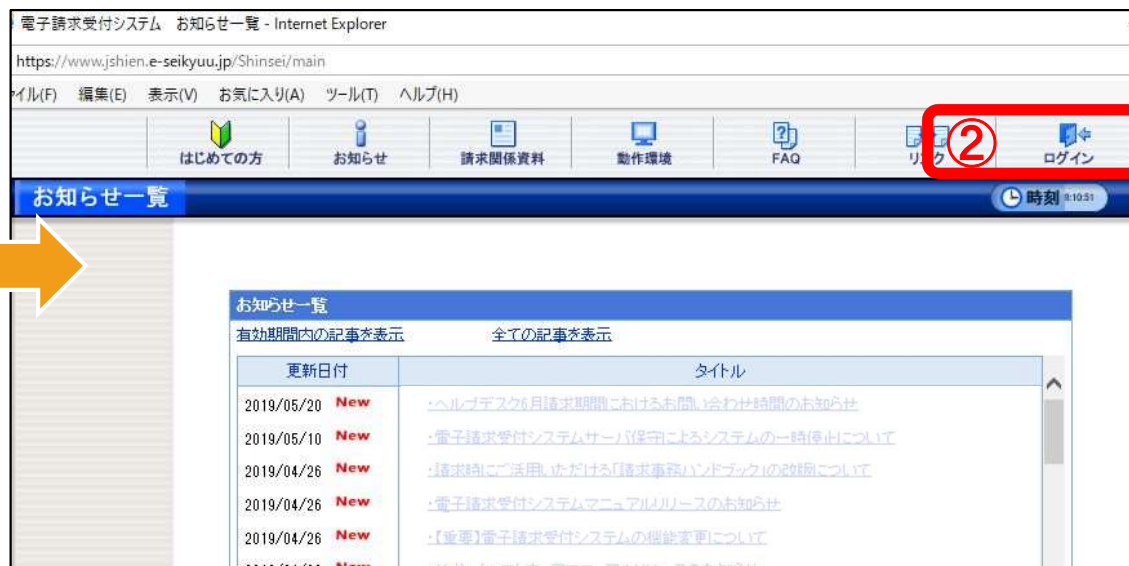 電子請求受付システム　お知らせ一覧 - Internet Explorer
https://www.jshien.e-seikyuu.jp/Shinsei/main
イル(F) 編集(E) 表示(V) お気に入り(A) ツール(T) ヘルプ(H)
はじめての方 お知らせ 請求関係資料 動作環境 FAQ リンク ② ログイン
お知らせ一覧 時刻 8:10:51
お知らせ一覧
有効期間内の記事を表示 全ての記事を表示
更新日付 タイトル
2019/05/20 New ・ヘルプデスク6月請求期間におけるお問い合わせ時間のお知らせ
2019/05/10 New ・電子請求受付システムサーバ保守によるシステムの一時停止について
2019/04/26 New ・請求時にご活用いただける「請求事務ハンドブック」の改版について
2019/04/26 New ・電子請求受付システムマニュアルリリースのお知らせ
2019/04/26 New ・【重要】電子請求受付システムの機能変更について